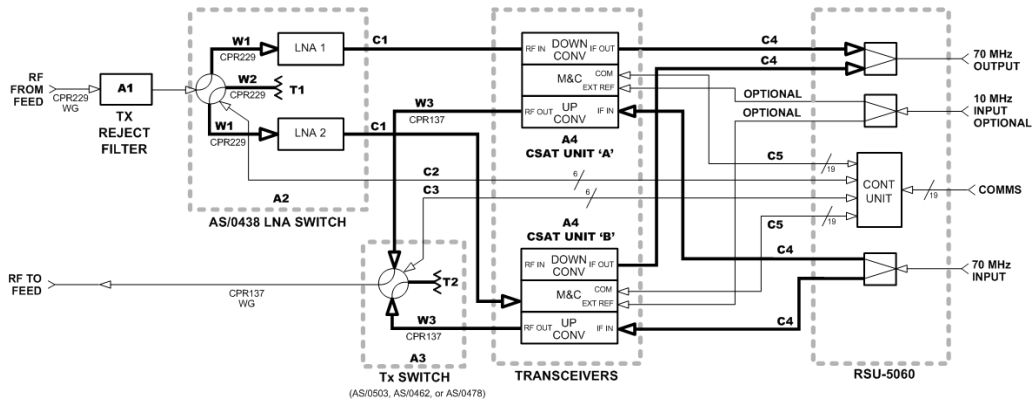 RF
FROM
FEED
CPR229
WG
A1
TX
REJECT
FILTER
W1
CPR229
W2
CPR229
T1
W1
CPR229
LNA 1
LNA 2
A2
AS/0438 LNA SWITCH
C1
C1
W3
CPR137
C2
C3
6
6
RF IN
DOWN
CONV
IF OUT
M&C
COM
EXT REF
RF OUT
UP
CONV
IF IN
A4
CSAT UNIT 'A'
A4
CSAT UNIT 'B'
RF IN
DOWN
CONV
IF OUT
M&C
COM
EXT REF
RF OUT
UP
CONV
IF IN
TRANSCEIVERS
C4
C4
OPTIONAL
OPTIONAL
C5
19
C5
19
C4
C4
CONT
UNIT
19
70 MHz
OUTPUT
10 MHz
INPUT
OPTIONAL
COMMS
70 MHz
INPUT
RSU-5060
RF TO
FEED
CPR137
WG
T2
W3
CPR137
A3
Tx SWITCH
(AS/0503, AS/0462, or AS/0478)